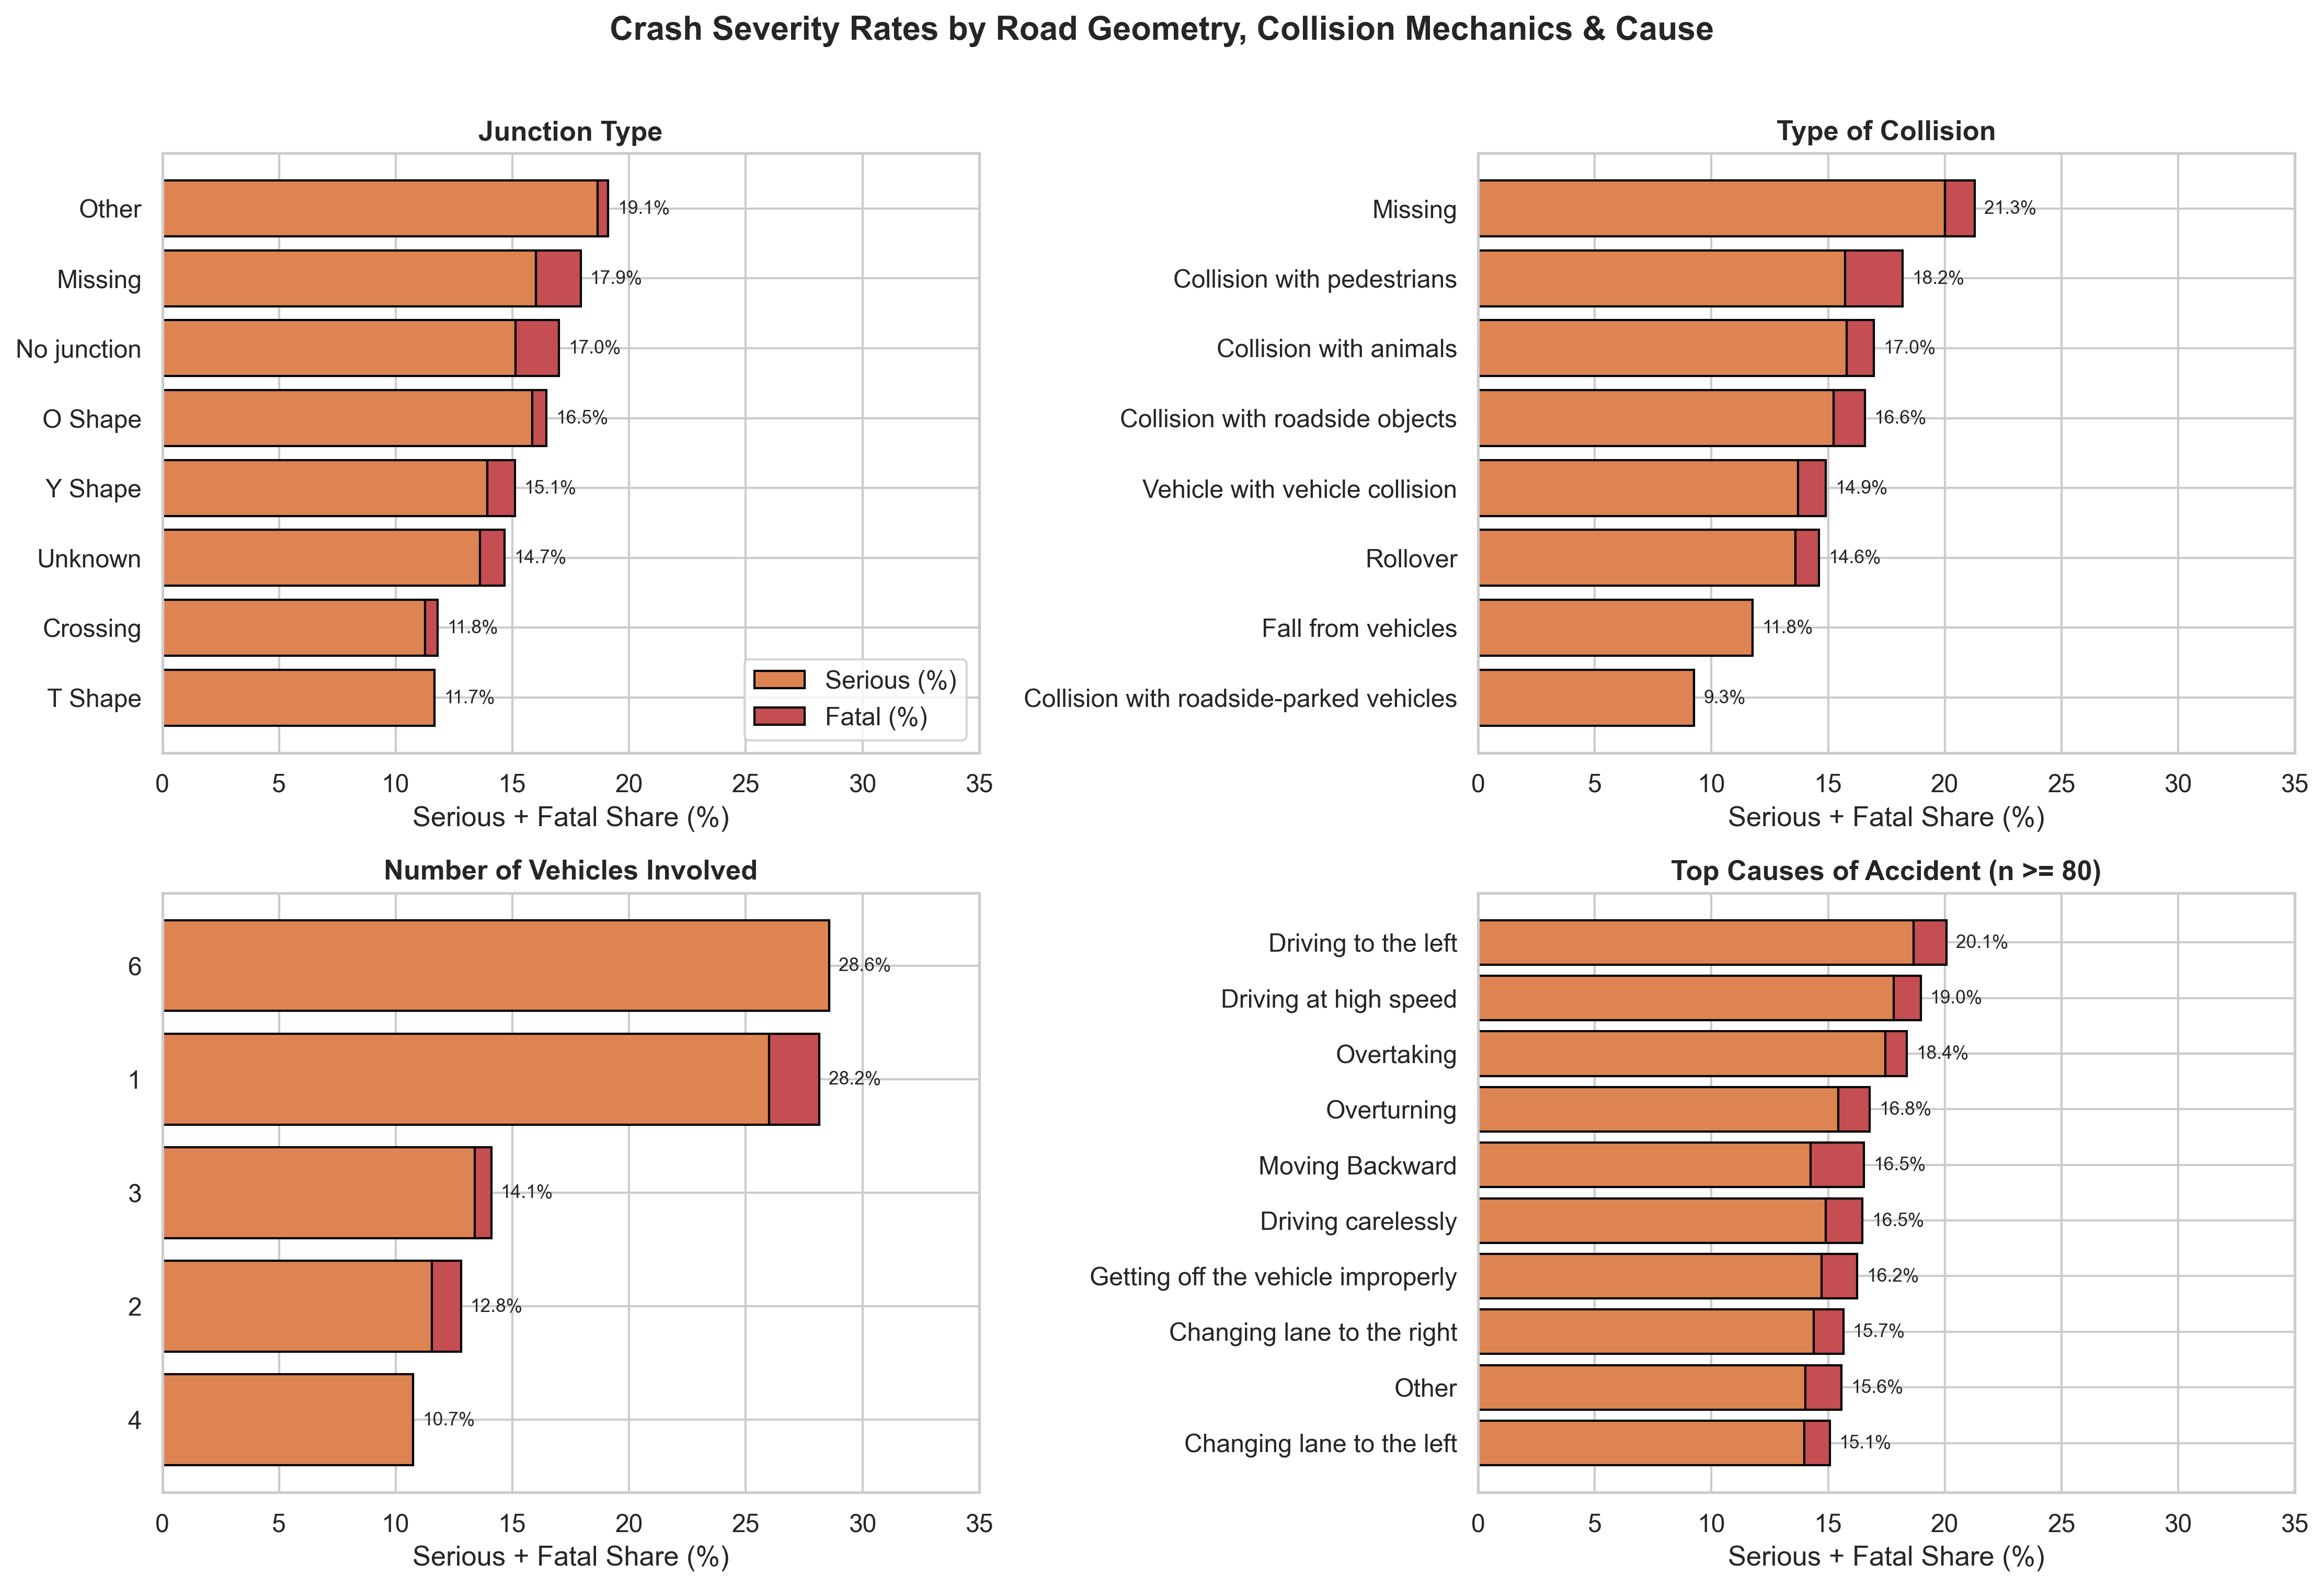 Crash Severity Rates by Road Geometry, Collision Mechanics & Cause
Junction Type
Other
19.1%
Missing
17.9%
No junction
17.0%
O Shape
16.5%
Y Shape
15.1%
Unknown
14.7%
Crossing
11.8%
T Shape
11.7%
Serious (%)
Fatal (%)
0 5 10 15 20 25 30 35
Serious + Fatal Share (%)
Type of Collision
Missing
21.3%
Collision with pedestrians
18.2%
Collision with animals
17.0%
Collision with roadside objects
16.6%
Vehicle with vehicle collision
14.9%
Rollover
14.6%
Fall from vehicles
11.8%
Collision with roadside-parked vehicles
9.3%
0 5 10 15 20 25 30 35
Serious + Fatal Share (%)
Number of Vehicles Involved
6
28.6%
1
28.2%
3
14.1%
2
12.8%
4
10.7%
0 5 10 15 20 25 30 35
Serious + Fatal Share (%)
Top Causes of Accident (n >= 80)
Driving to the left
20.1%
Driving at high speed
19.0%
Overtaking
18.4%
Overturning
16.8%
Moving Backward
16.5%
Driving carelessly
16.5%
Getting off the vehicle improperly
16.2%
Changing lane to the right
15.7%
Other
15.6%
Changing lane to the left
15.1%
0 5 10 15 20 25 30 35
Serious + Fatal Share (%)